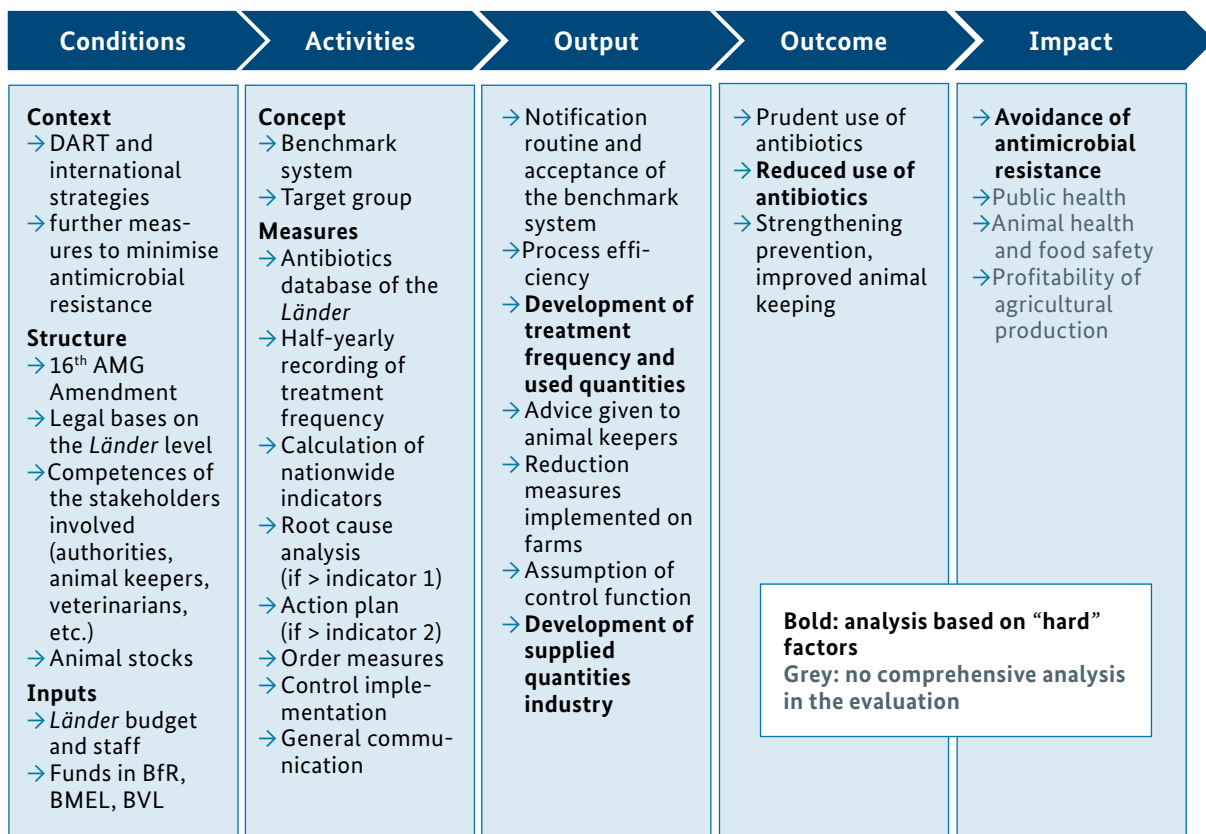 Conditions
Activities
Output
Outcome
Impact
Context
→ DART and
international
strategies
→ further meas-
ures to minimise
antimicrobial
resistance
Structure
→ 16th AMG
Amendment
→ Legal bases on
the Länder level
→ Competences of
the stakeholders
involved
(authorities,
animal keepers,
veterinarians,
etc.)
→ Animal stocks
Inputs
→ Länder budget
and staff
→ Funds in BfR,
BMEL, BVL
Concept
→ Benchmark
system
→ Target group
Measures
→ Antibiotics
database of the
Länder
→ Half-yearly
recording of
treatment
frequency
→ Calculation of
nationwide
indicators
→ Root cause
analysis
(if > indicator 1)
→ Action plan
(if > indicator 2)
→ Order measures
→ Control imple-
mentation
→ General commu-
nication
→ Notification
routine and
acceptance of
the benchmark
system
→ Process effi-
ciency
→ Development of
treatment
frequency and
used quantities
→ Advice given to
animal keepers
→ Reduction
measures
implemented on
farms
→ Assumption of
control function
→ Development of
supplied
quantities
industry
→ Prudent use of
antibiotics
→ Reduced use of
antibiotics
→ Strengthening
prevention,
improved animal
keeping
→ Avoidance of
antimicrobial
resistance
→ Public health
→ Animal health
and food safety
→ Profitability of
agricultural
production
Bold: analysis based on “hard”
factors
Grey: no comprehensive analysis
in the evaluation